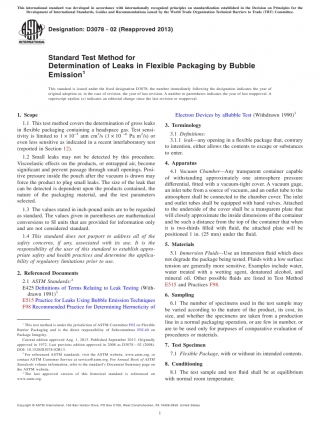 This international standard was developed in accordance with internationally recognized principles on standardization established in the Decision on Principles for the
Development of International Standards, Guides and Recommendations issued by the World Trade Organization Technical Barriers to Trade (TBT) Committee.
Designation: D3078 − 02 (Reapproved 2013)
Standard Test Method for
Determination of Leaks in Flexible Packaging by Bubble
Emission¹
This standard is issued under the fixed designation D3078; the number immediately following the designation indicates the year of
original adoption or, in the case of revision, the year of last revision. A number in parentheses indicates the year of last reapproval. A
superscript epsilon (ε) indicates an editorial change since the last revision or reapproval.
1. Scope
1.1 This test method covers the determination of gross leaks
in flexible packaging containing a headspace gas. Test sensi-
tivity is limited to 1×10⁻⁵ atm cm³/s (1×10⁻⁶ Pa m³/s) or
even less sensitive as indicated in a recent interlaboratory test
(reported in Section 12).
1.2 Small leaks may not be detected by this procedure.
Viscoelastic effects on the products, or entrapped air, become
significant and prevent passage through small openings. Posi-
tive pressure inside the pouch after the vacuum is drawn may
force the product to plug small leaks. The size of the leak that
can be detected is dependent upon the products contained, the
nature of the packaging material, and the test parameters
selected.
1.3 The values stated in inch-pound units are to be regarded
as standard. The values given in parentheses are mathematical
conversions to SI units that are provided for information only
and are not considered standard.
1.4 This standard does not purport to address all of the
safety concerns, if any, associated with its use. It is the
responsibility of the user of this standard to establish appro-
priate safety and health practices and determine the applica-
bility of regulatory limitations prior to use.
2. Referenced Documents
2.1 ASTM Standards:²
E425 Definitions of Terms Relating to Leak Testing (With-
drawn 1991)³
E515 Practice for Leaks Using Bubble Emission Techniques
F98 Recommended Practice for Determining Hermeticity of
¹ This test method is under the jurisdiction of ASTM Committee F02 on Flexible
Barrier Packaging and is the direct responsibility of Subcommittee F02.40 on
Package Integrity.
Current edition approved Aug. 1, 2013. Published September 2013. Originally
approved in 1972. Last previous edition approved in 2008 as D3078 – 02 (2008).
² For referenced ASTM standards, visit the ASTM website, www.astm.org, or
contact ASTM Customer Service at service@astm.org. For Annual Book of ASTM
Standards volume information, refer to the standard's Document Summary page on
the ASTM website.
³ The last approved version of this historical standard is referenced on
www.astm.org.
Electron Devices by aBubble Test (Withdrawn 1990)³
3. Terminology
3.1 Definitions:
3.1.1 leak—any opening in a flexible package that, contrary
to intention, either allows the contents to escape or substances
to enter.
4. Apparatus
4.1 Vacuum Chamber—Any transparent container capable
of withstanding approximately one atmosphere pressure
differential, fitted with a vacuum-tight cover. A vacuum gage,
an inlet tube from a source of vacuum, and an outlet tube to the
atmosphere shall be connected to the chamber cover. The inlet
and outlet tubes shall be equipped with hand valves. Attached
to the underside of the cover shall be a transparent plate that
will closely approximate the inside dimensions of the container
and be such a distance from the top of the container that when
it is two-thirds filled with fluid, the attached plate will be
positioned 1 in. (25 mm) under the fluid.
5. Materials
5.1 Immersion Fluids—Use an immersion fluid which does
not degrade the package being tested. Fluids with a low surface
tension are generally more sensitive. Examples include water,
water treated with a wetting agent, denatured alcohol, and
mineral oil. Other possible fluids are listed in Test Method
E515 and Practices F98.
6. Sampling
6.1 The number of specimens used in the test sample may
be varied according to the nature of the product, its cost, its
size, and whether the specimens are taken from a production
line in a normal packaging operation, or are few in number, or
are to be used only for purposes of comparative evaluation of
procedures or materials.
7. Test Specimen
7.1 Flexible Package, with or without its intended contents.
8. Conditioning
8.1 The test sample and test fluid shall be at equilibrium
with normal room temperature.
Copyright © ASTM International, 100 Barr Harbor Drive, PO Box C700, West Conshohocken, PA 19428-2959. United States
1